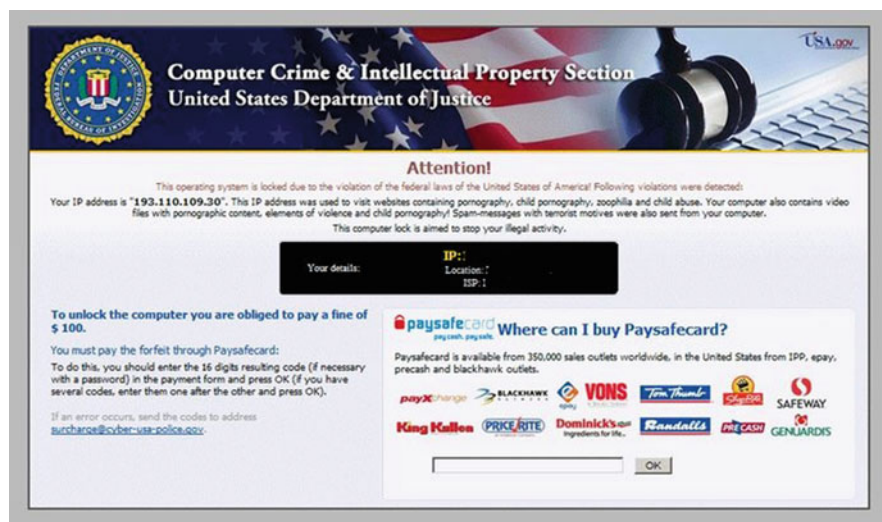 DEPARTMENT OF JUSTICE
FEDERAL BUREAU OF INVESTIGATION
USA.gov
Computer Crime & Intellectual Property Section
United States Department of Justice
Attention!
This operating system is locked due to the violation of the federal laws of the United States of America! Following violations were detected:
Your IP address is "193.110.109.30". This IP address was used to visit websites containing pornography, child pornography, zoophilia and child abuse. Your computer also contains video
files with pornographic content, elements of violence and child pornography! Spam-messages with terrorist motives were also sent from your computer.
This computer lock is aimed to stop your illegal activity.
Your details:
IP:
Location:
ISP:
To unlock the computer you are obliged to pay a fine of
$ 100.
You must pay the forfeit through Paysafecard:
To do this, you should enter the 16 digits resulting
code (if necessary
with a password) in the payment form and press OK (if you have
several codes, enter them one after the other and press OK).
If an error occurs, send the codes to address
surcharge@cyber-usa-police.gov.
paysafecard
pay cash. pay safe.
Where can I buy Paysafecard?
Paysafecard is available from 350,000 sales outlets worldwide, in the United States from IPP, epay,
precash and blackhawk outlets.
payXchange
BLACKHAWK
NETWORK
epay
VONS
Tom Thumb
SAFEWAY
King Kullen
PRICE RITE
Dominick's
Ingredients for life..
Randalls
PRECASH
GENUARDI'S
OK